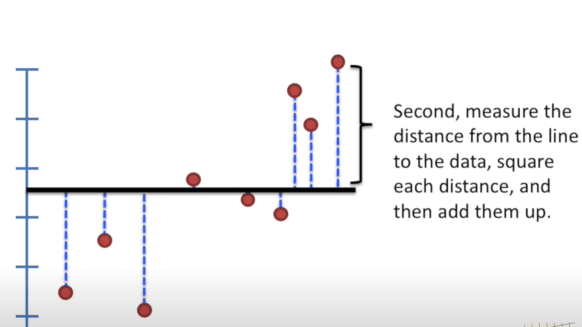 Second, measure the
distance from the line
to the data, square
each distance, and
then add them up.